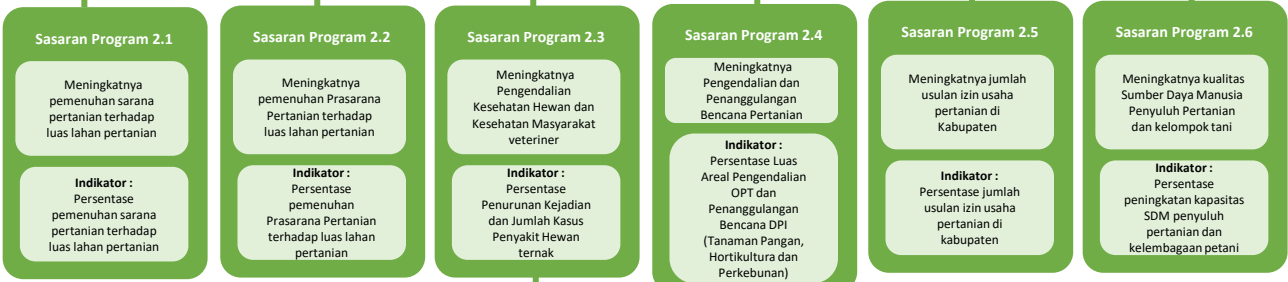 Sasaran Program 2.1
Meningkatnya
pemenuhan sarana
pertanian terhadap
luas lahan pertanian
Indikator :
Persentase
pemenuhan sarana
pertanian terhadap
luas lahan pertanian
Sasaran Program 2.2
Meningkatnya
pemenuhan Prasarana
Pertanian terhadap
luas lahan pertanian
Indikator :
Persentase
pemenuhan
Prasarana Pertanian
terhadap luas lahan
pertanian
Sasaran Program 2.3
Meningkatnya
Pengendalian
Kesehatan Hewan dan
Kesehatan Masyarakat
veteriner
Indikator :
Persentase
Penurunan Kejadian
dan Jumlah Kasus
Penyakit Hewan
ternak
Sasaran Program 2.4
Meningkatnya
Pengendalian dan
Penanggulangan
Bencana Pertanian
Indikator :
Persentase Luas
Areal Pengendalian
OPT dan
Penanggulangan
Bencana DPI
(Tanaman Pangan,
Hortikultura dan
Perkebunan)
Sasaran Program 2.5
Meningkatnya jumlah
usulan izin usaha
pertanian di
Kabupaten
Indikator :
Persentase jumlah
usulan izin usaha
pertanian di
kabupaten
Sasaran Program 2.6
Meningkatnya kualitas
Sumber Daya Manusia
Penyuluh Pertanian
dan kelompok tani
Indikator :
Persentase
peningkatan kapasitas
SDM penyuluh
pertanian dan
kelembagaan petani